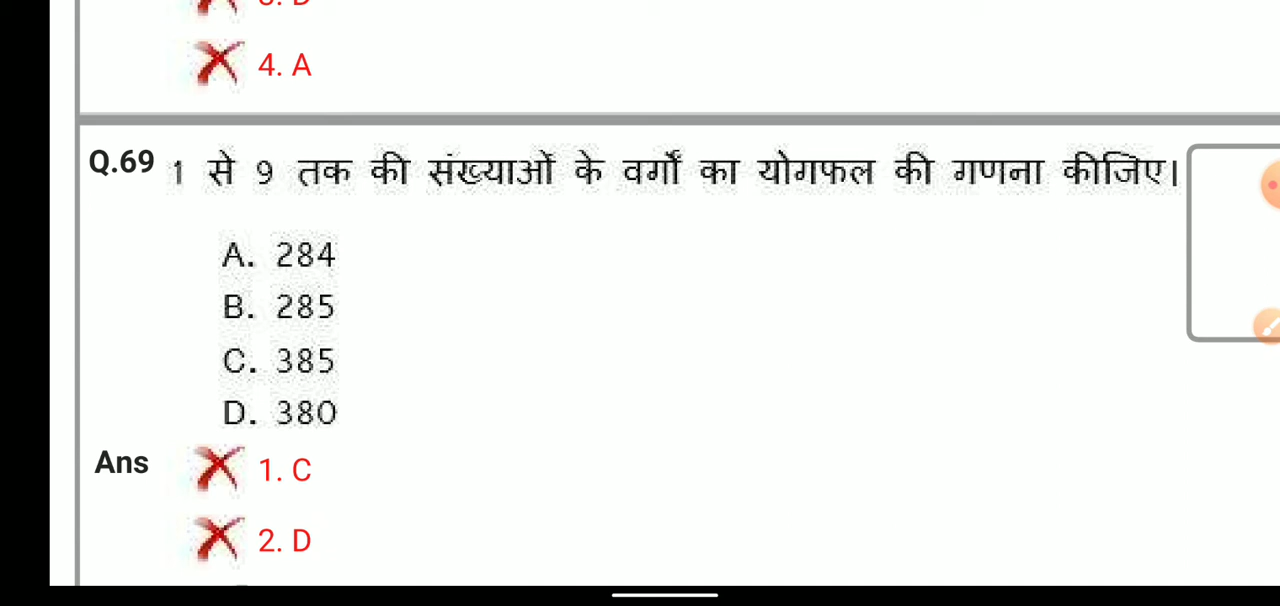 4. A
Q.69 1 से 9 तक की संख्याओं के वर्गों का योगफल की गणना कीजिए।
A. 284
B. 285
C. 385
D. 380
Ans 1. C
2. D